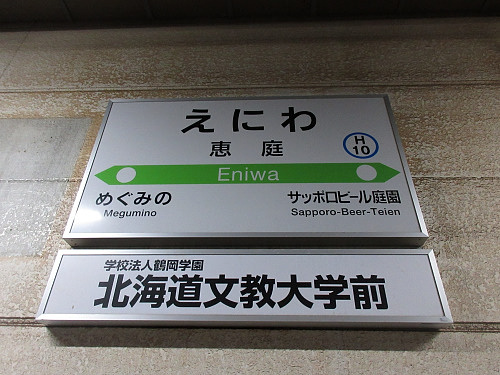 えにわ
恵庭
H
10
Eniwa
めぐみの
Megumino
サッポロビール庭園
Sapporo-Beer-Teien
学校法人鶴岡学園
北海道文教大学前